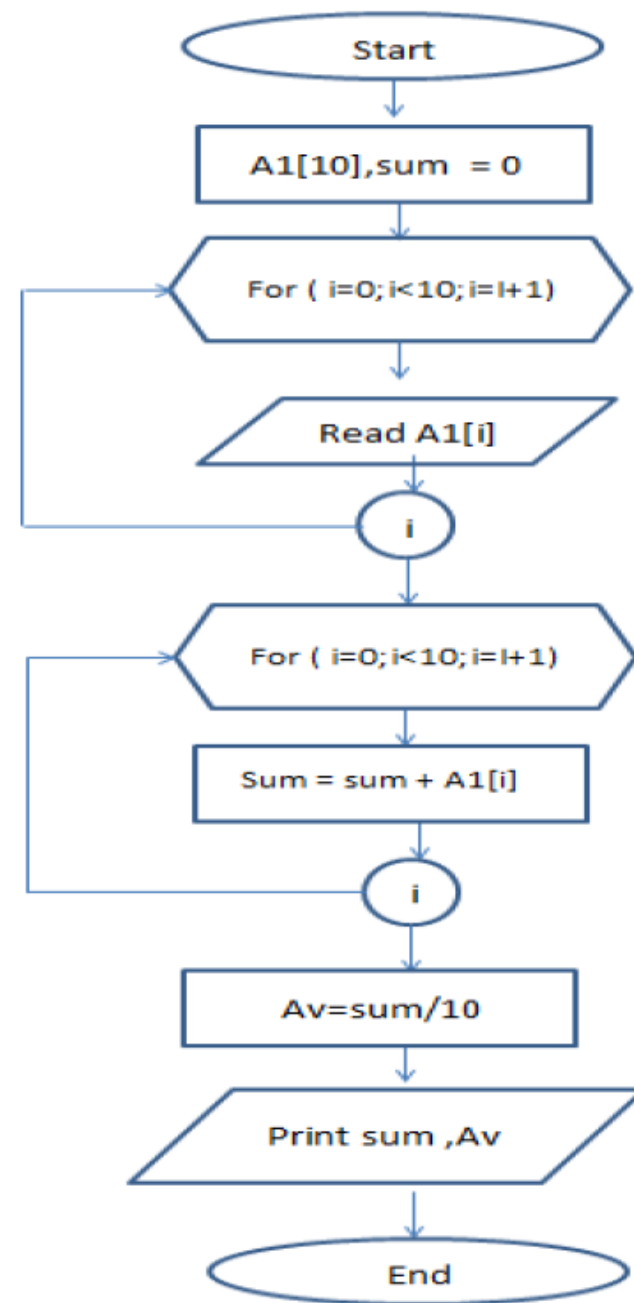 Start
A1[10],sum = 0
For ( i=0;i<10;i=I+1)
Read A1[i]
i
For ( i=0;i<10;i=I+1)
Sum = sum + A1[i]
i
Av=sum/10
Print sum ,Av
End